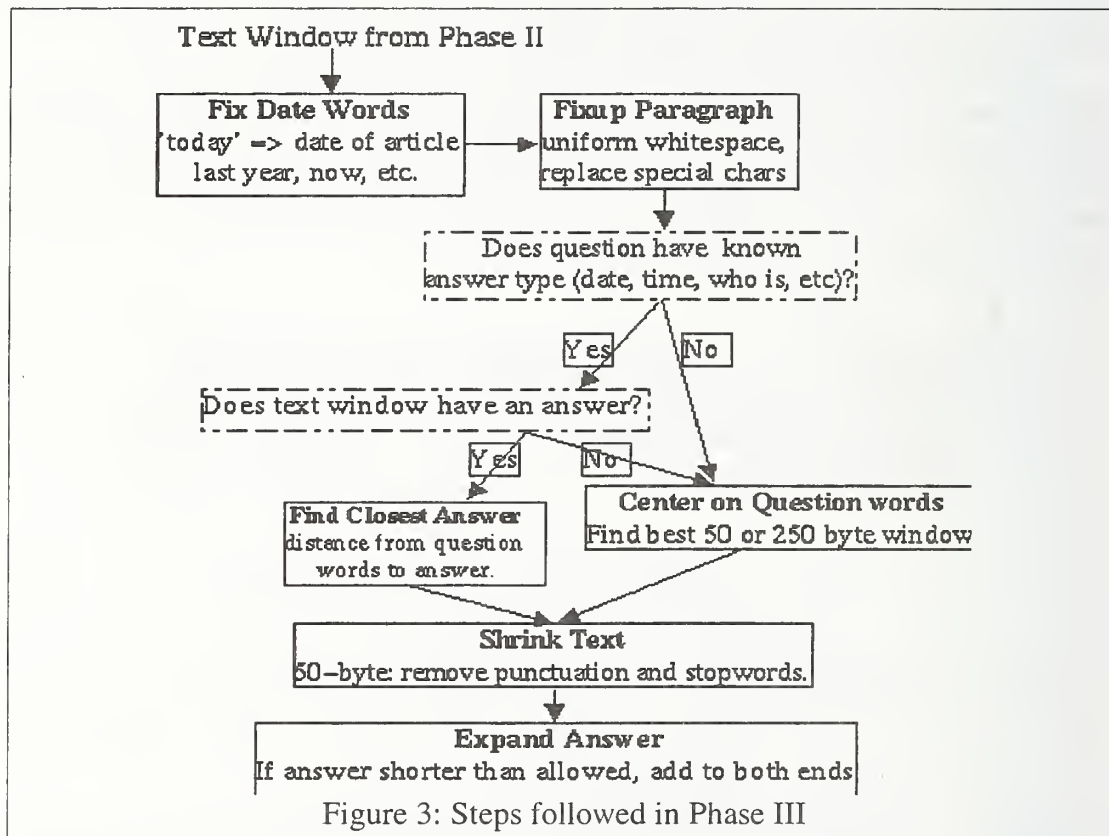 Text Window from Phase II
Fix Date Words
'today' => date of article
last year, now, etc.
Fixup Paragraph
uniform whitespace,
replace special chars
Does question have known
answer type (date, time, who is, etc)?
Yes
No
Does text window have an answer?
Yes
No
Find Closest Answer
distance from question
words to answer.
Center on Question words
Find best 50 or 250 byte window
Shrink Text
50-byte: remove punctuation and stopwords.
Expand Answer
If answer shorter than allowed, add to both ends
Figure 3: Steps followed in Phase III